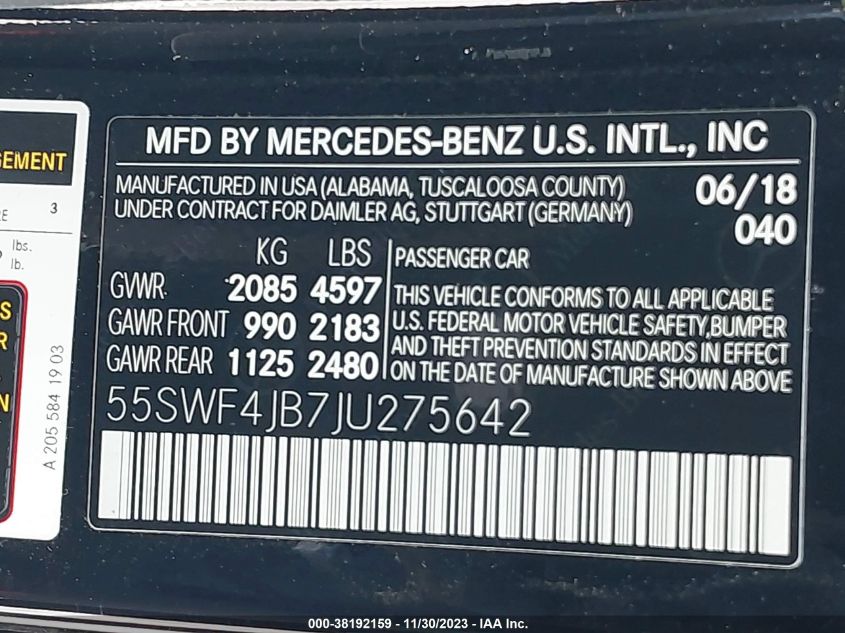 MFD BY MERCEDES-BENZ U.S. INTL., INC
MANUFACTURED IN USA (ALABAMA, TUSCALOOSA COUNTY) 06/18
UNDER CONTRACT FOR DAIMLER AG, STUTTGART (GERMANY) 040
KG LBS
GVWR 2085 4597
GAWR FRONT 990 2183
GAWR REAR 1125 2480
PASSENGER CAR
THIS VEHICLE CONFORMS TO ALL APPLICABLE
U.S. FEDERAL MOTOR VEHICLE SAFETY,BUMPER
AND THEFT PREVENTION STANDARDS IN EFFECT
ON THE DATE OF MANUFACTURE SHOWN ABOVE
55SWF4JB7JU275642
GEMENT
3
lbs.
lb.
A 205 584 19 03
000-38192159 - 11/30/2023 - IAA Inc.